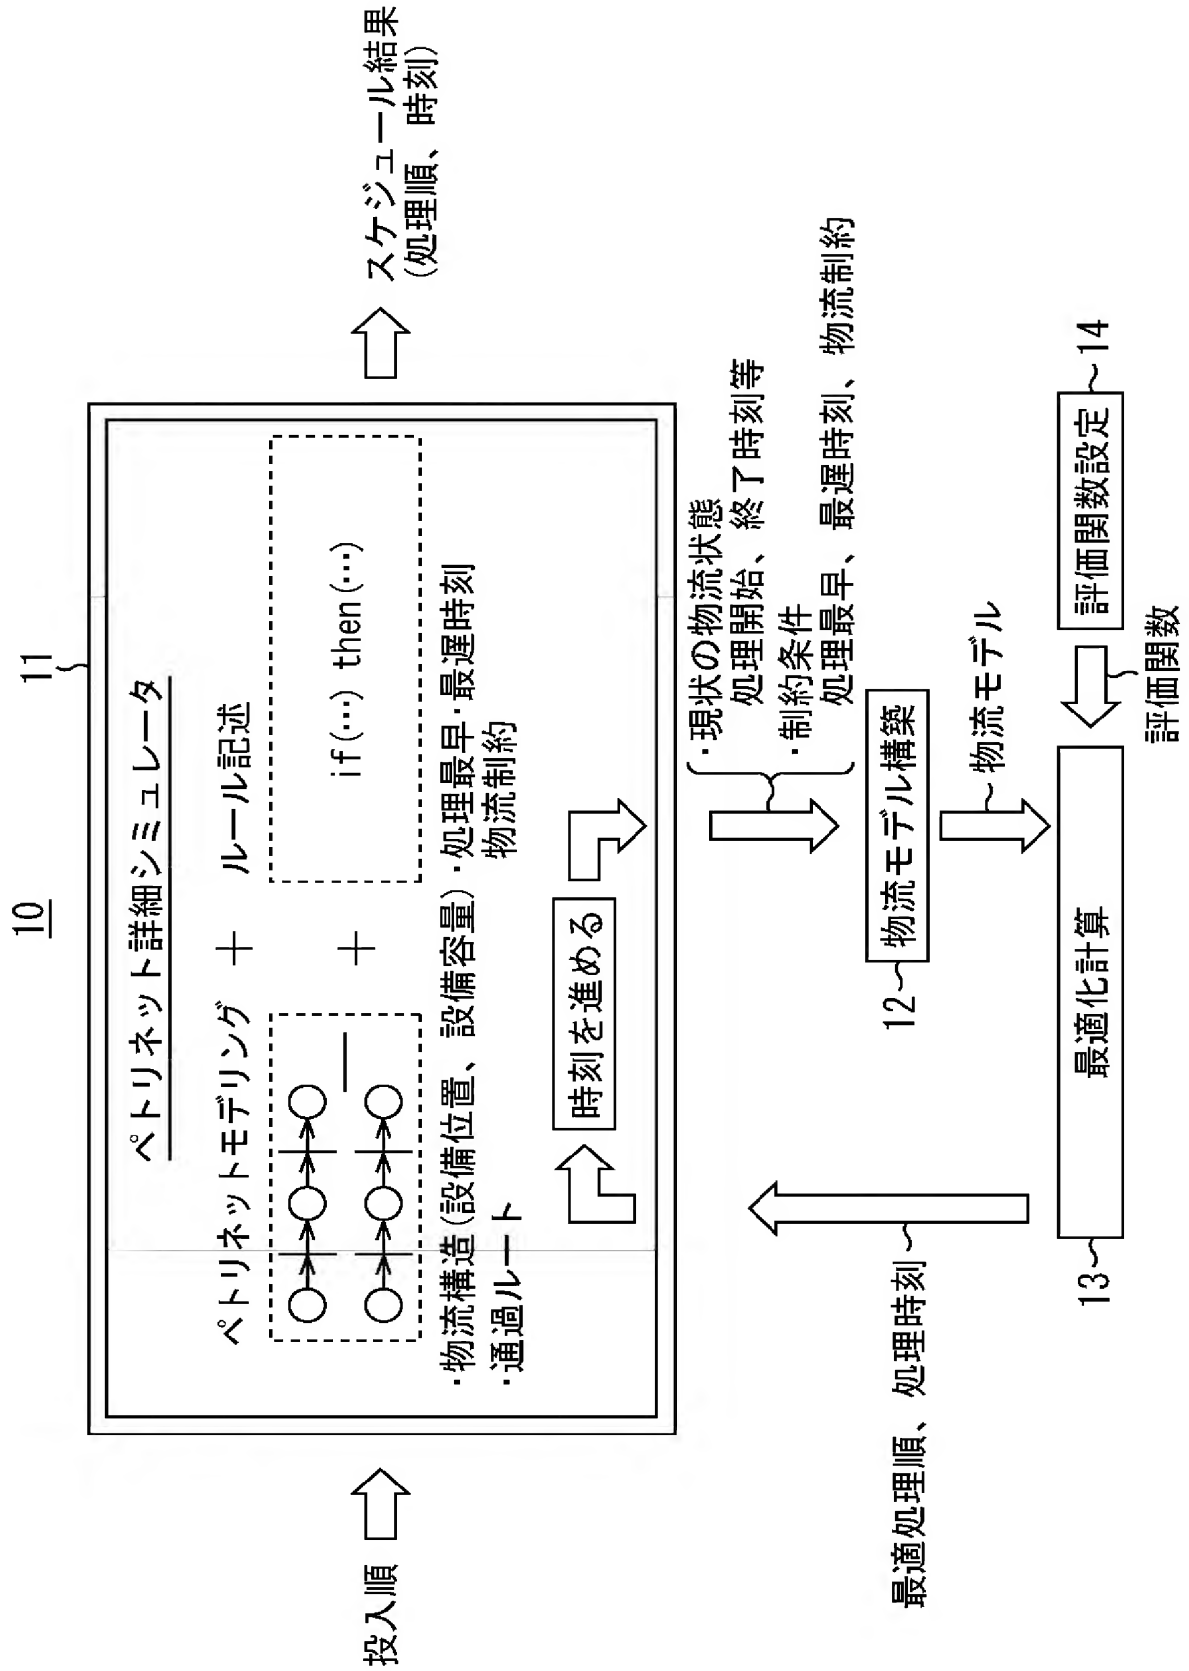 10
11
ペトリネット詳細シミュレータ
ペトリネットモデリング ＋ ルール記述
＋
if(…) then(…)
・物流構造(設備位置、設備容量)
・通過ルート
・処理最早・最遅時刻
物流制約
時刻を進める
投入順
スケジュール結果
(処理順、時刻)
・現状の物流状態
処理開始、終了時刻等
・制約条件
処理最早、最遅時刻、物流制約
12
物流モデル構築
物流モデル
最適処理順、処理時刻
13
最適化計算
評価関数
評価関数設定
14